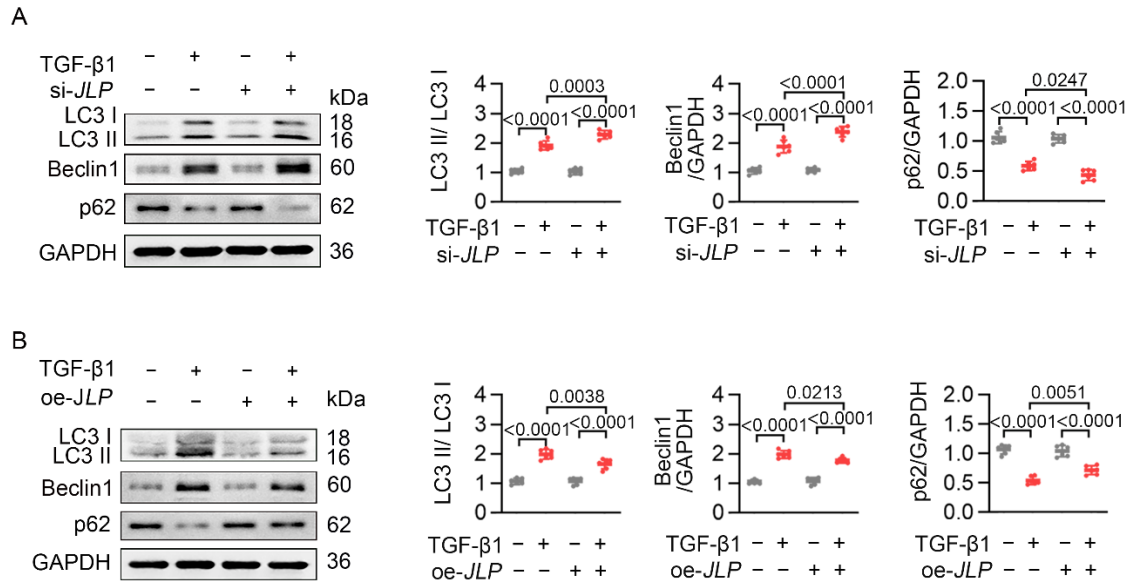 A
TGF-β1 − + − +
si-JLP − − + + kDa
LC3 I 18
LC3 II 16
Beclin1 60
p62 62
GAPDH 36
LC3 II/ LC3 I
4
3
2
1
0
0.0003
<0.0001 <0.0001
TGF-β1 − + − +
si-JLP − − + +
Beclin1
/GAPDH
4
3
2
1
0
<0.0001
<0.0001 <0.0001
TGF-β1 − + − +
si-JLP − − + +
p62/GAPDH
2.0
1.5
1.0
0.5
0.0
0.0247
<0.0001 <0.0001
TGF-β1 − + − +
si-JLP − − + +
B
TGF-β1 − + − +
oe-JLP − − + + kDa
LC3 I 18
LC3 II 16
Beclin1 60
p62 62
GAPDH 36
LC3 II/ LC3 I
4
3
2
1
0
0.0038
<0.0001 <0.0001
TGF-β1 − + − +
oe-JLP − − + +
Beclin1
/GAPDH
4
3
2
1
0
0.0213
<0.0001 <0.0001
TGF-β1 − + − +
oe-JLP − − + +
p62/GAPDH
2.0
1.5
1.0
0.5
0.0
0.0051
<0.0001 <0.0001
TGF-β1 − + − +
oe-JLP − − + +